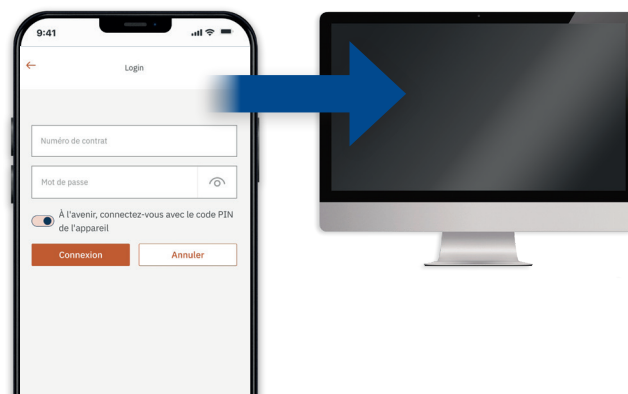 9:41
Login
Numéro de contrat
Mot de passe
À l'avenir, connectez-vous avec le code PIN
de l'appareil
Connexion
Annuler